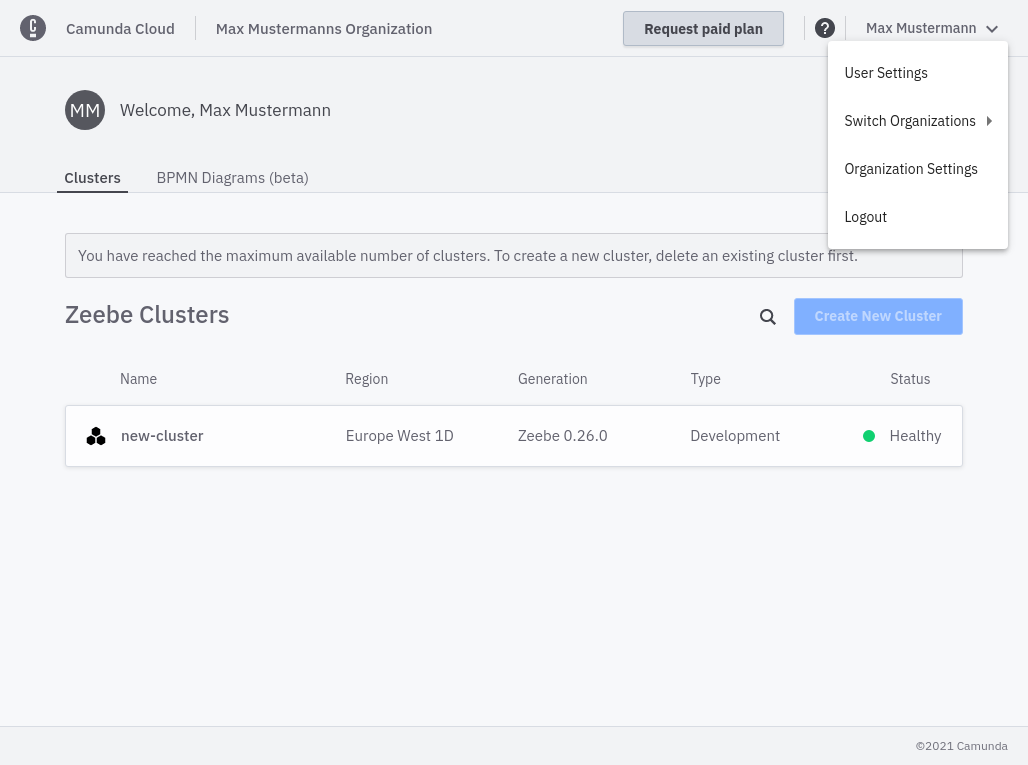 Camunda Cloud
Max Mustermanns Organization
Request paid plan
?
Max Mustermann
User Settings
Switch Organizations
Organization Settings
Logout
MM
Welcome, Max Mustermann
Clusters
BPMN Diagrams (beta)
You have reached the maximum available number of clusters. To create a new cluster, delete an existing cluster first.
Zeebe Clusters
Create New Cluster
Name Region Generation Type Status
new-cluster Europe West 1D Zeebe 0.26.0 Development Healthy
©2021 Camunda